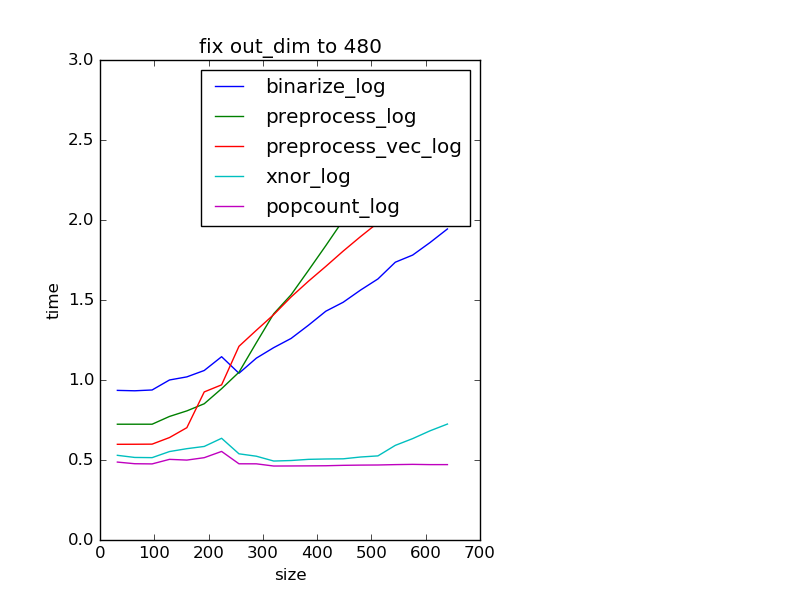 fix out_dim to 480
3.0
2.5
2.0
1.5
1.0
0.5
0.0
time
binarize_log
preprocess_log
preprocess_vec_log
xnor_log
popcount_log
0 100 200 300 400 500 600 700
size